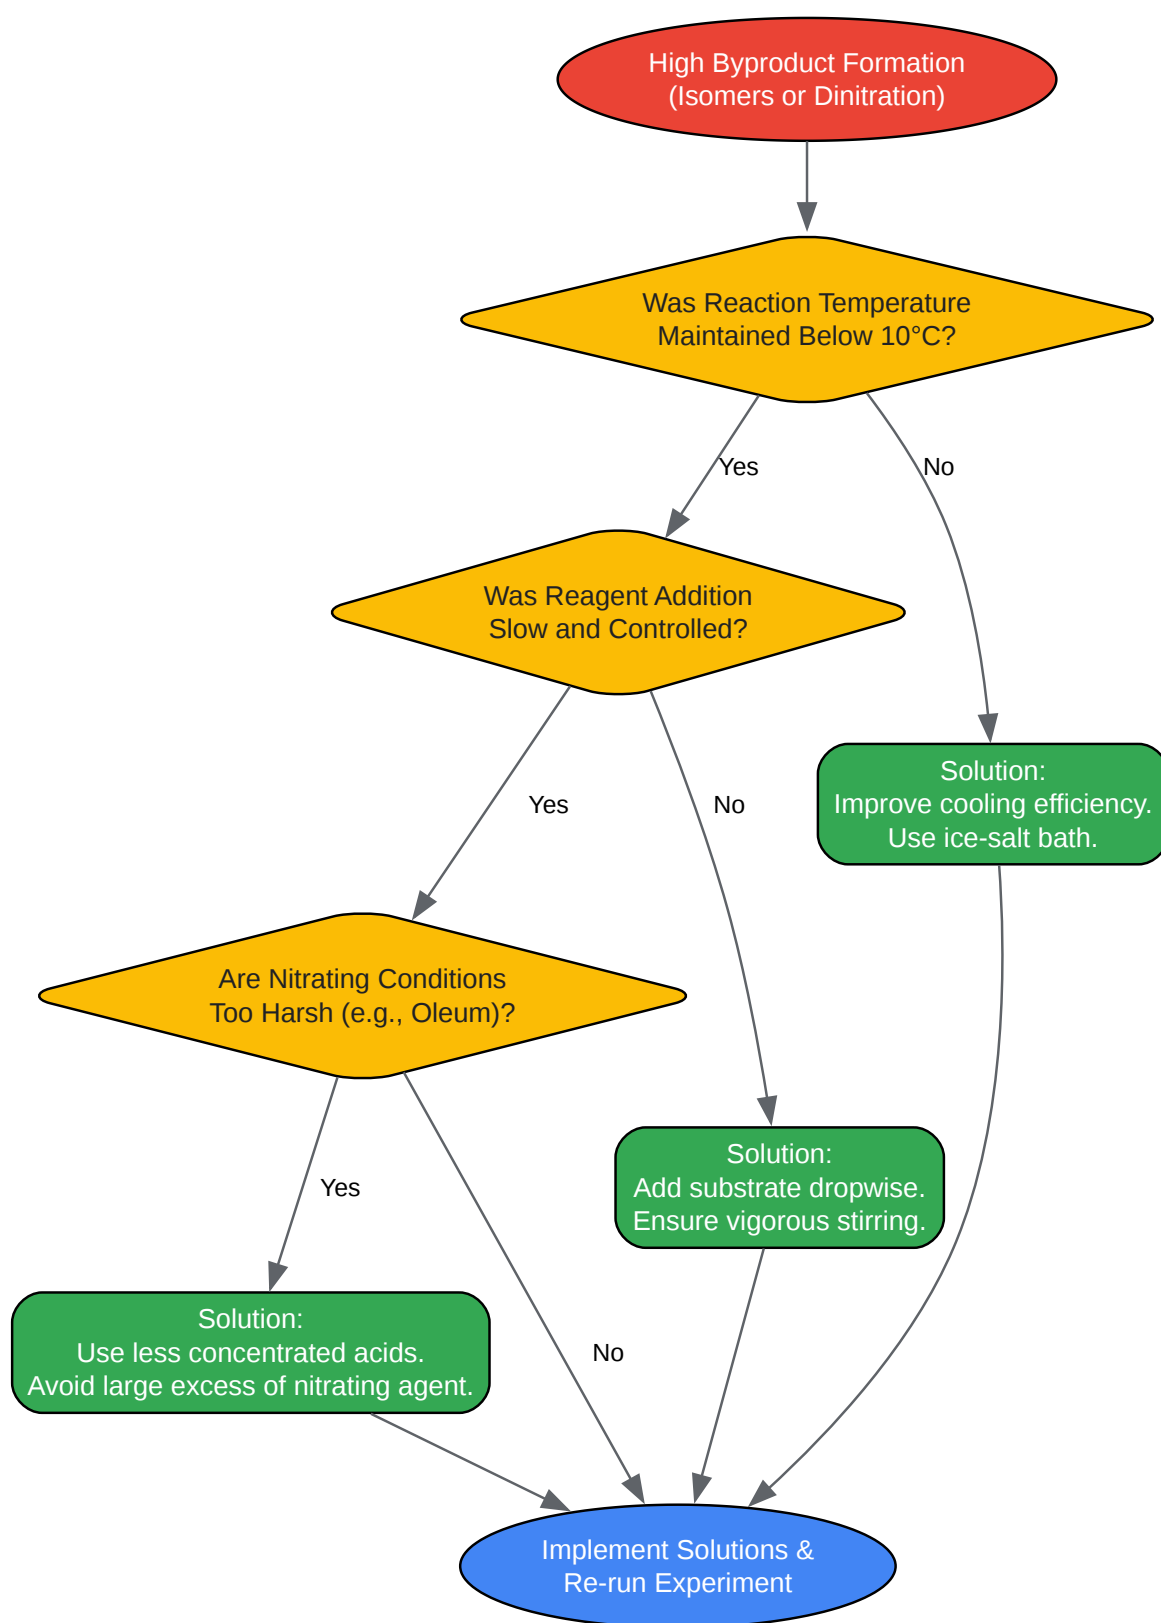 High Byproduct Formation
(Isomers or Dinitration)
Was Reaction Temperature
Maintained Below 10°C?
Yes
No
Was Reagent Addition
Slow and Controlled?
Yes
No
Solution:
Improve cooling efficiency.
Use ice-salt bath.
Are Nitrating Conditions
Too Harsh (e.g., Oleum)?
Yes
No
Solution:
Add substrate dropwise.
Ensure vigorous stirring.
Solution:
Use less concentrated acids.
Avoid large excess of nitrating agent.
Implement Solutions &
Re-run Experiment